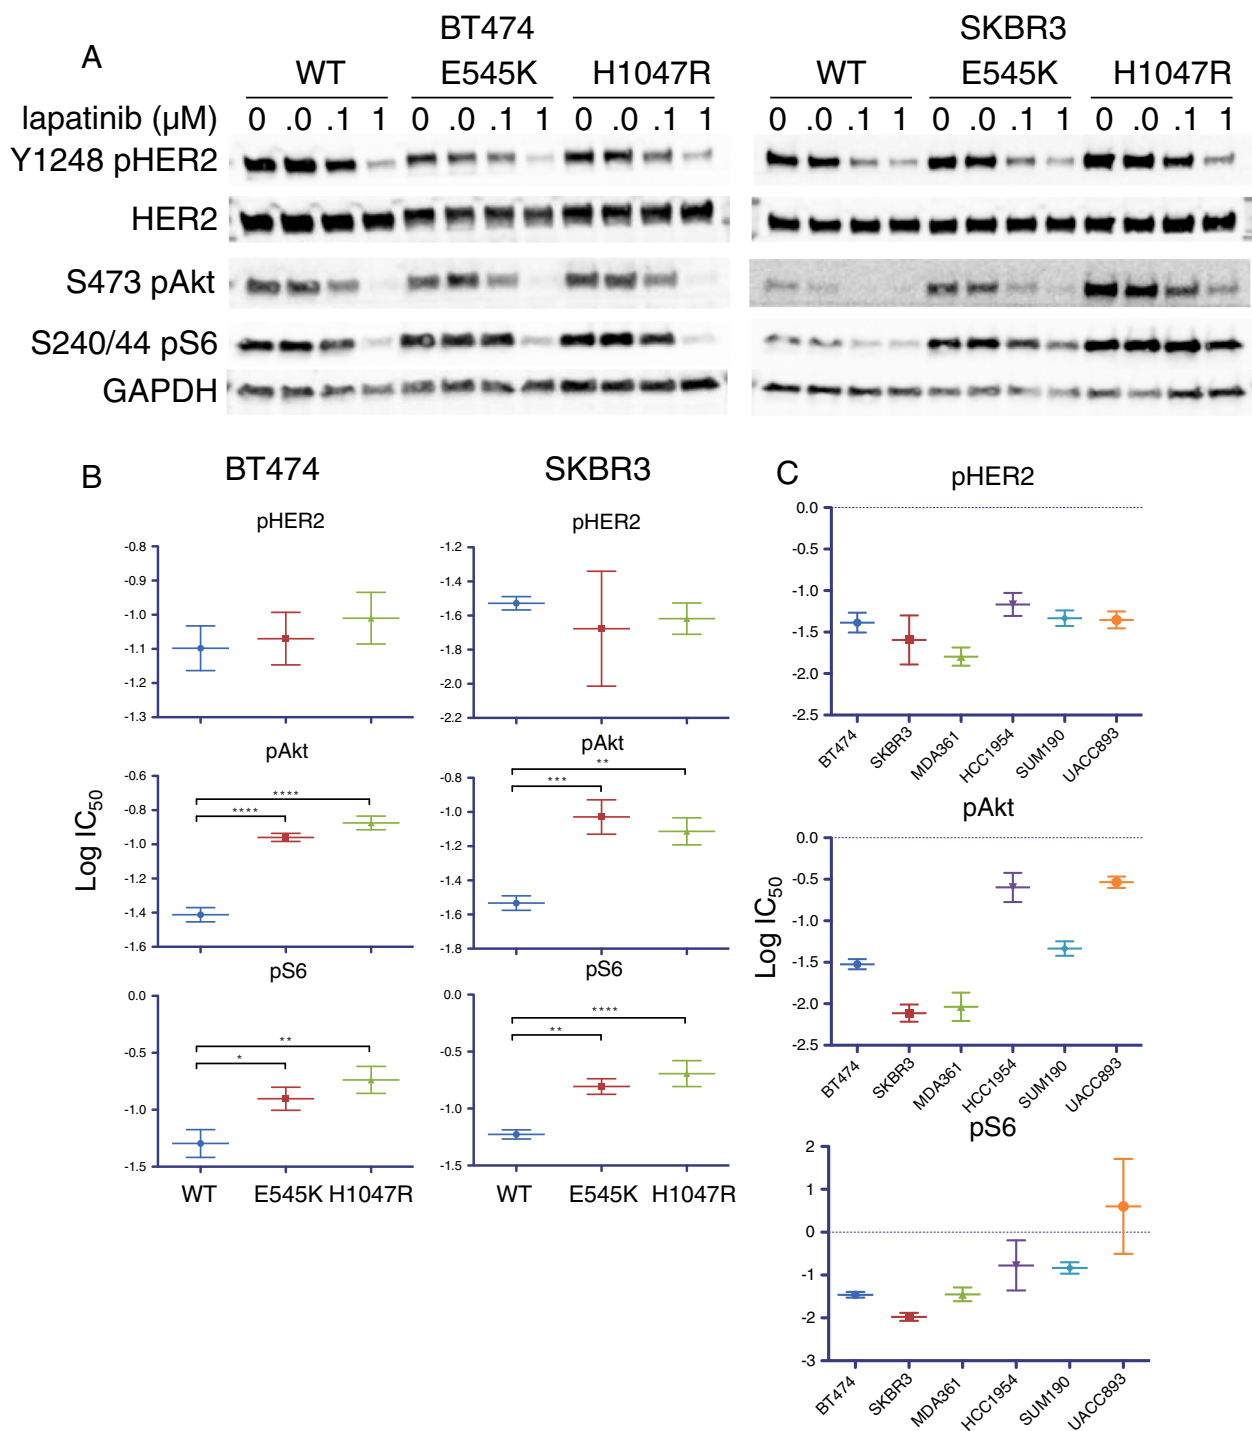 A
BT474
SKBR3
WT E545K H1047R
WT E545K H1047R
lapatinib (µM) 0 .0 .1 1 0 .0 .1 1 0 .0 .1 1 0 .0 .1 1 0 .0 .1 1 0 .0 .1 1
Y1248 pHER2
HER2
S473 pAkt
S240/44 pS6
GAPDH
B
BT474
SKBR3
pHER2
-0.8
-0.9
-1.0
-1.1
-1.2
-1.3
pHER2
-1.2
-1.4
-1.6
-1.8
-2.0
-2.2
Log IC50
pAkt
-0.6
-0.8
-1.0
-1.2
-1.4
-1.6
****
****
pAkt
-0.8
-1.0
-1.2
-1.4
-1.6
-1.8
**
***
pS6
0.0
-0.5
-1.0
-1.5
**
*
WT E545K H1047R
pS6
0.0
-0.5
-1.0
-1.5
****
**
WT E545K H1047R
C
pHER2
0.0
-0.5
-1.0
-1.5
-2.0
-2.5
BT474 SKBR3 MDA361 HCC1954 SUM190 UACC893
Log IC50
pAkt
0.0
-0.5
-1.0
-1.5
-2.0
-2.5
BT474 SKBR3 MDA361 HCC1954 SUM190 UACC893
pS6
2
1
0
-1
-2
-3
BT474 SKBR3 MDA361 HCC1954 SUM190 UACC893